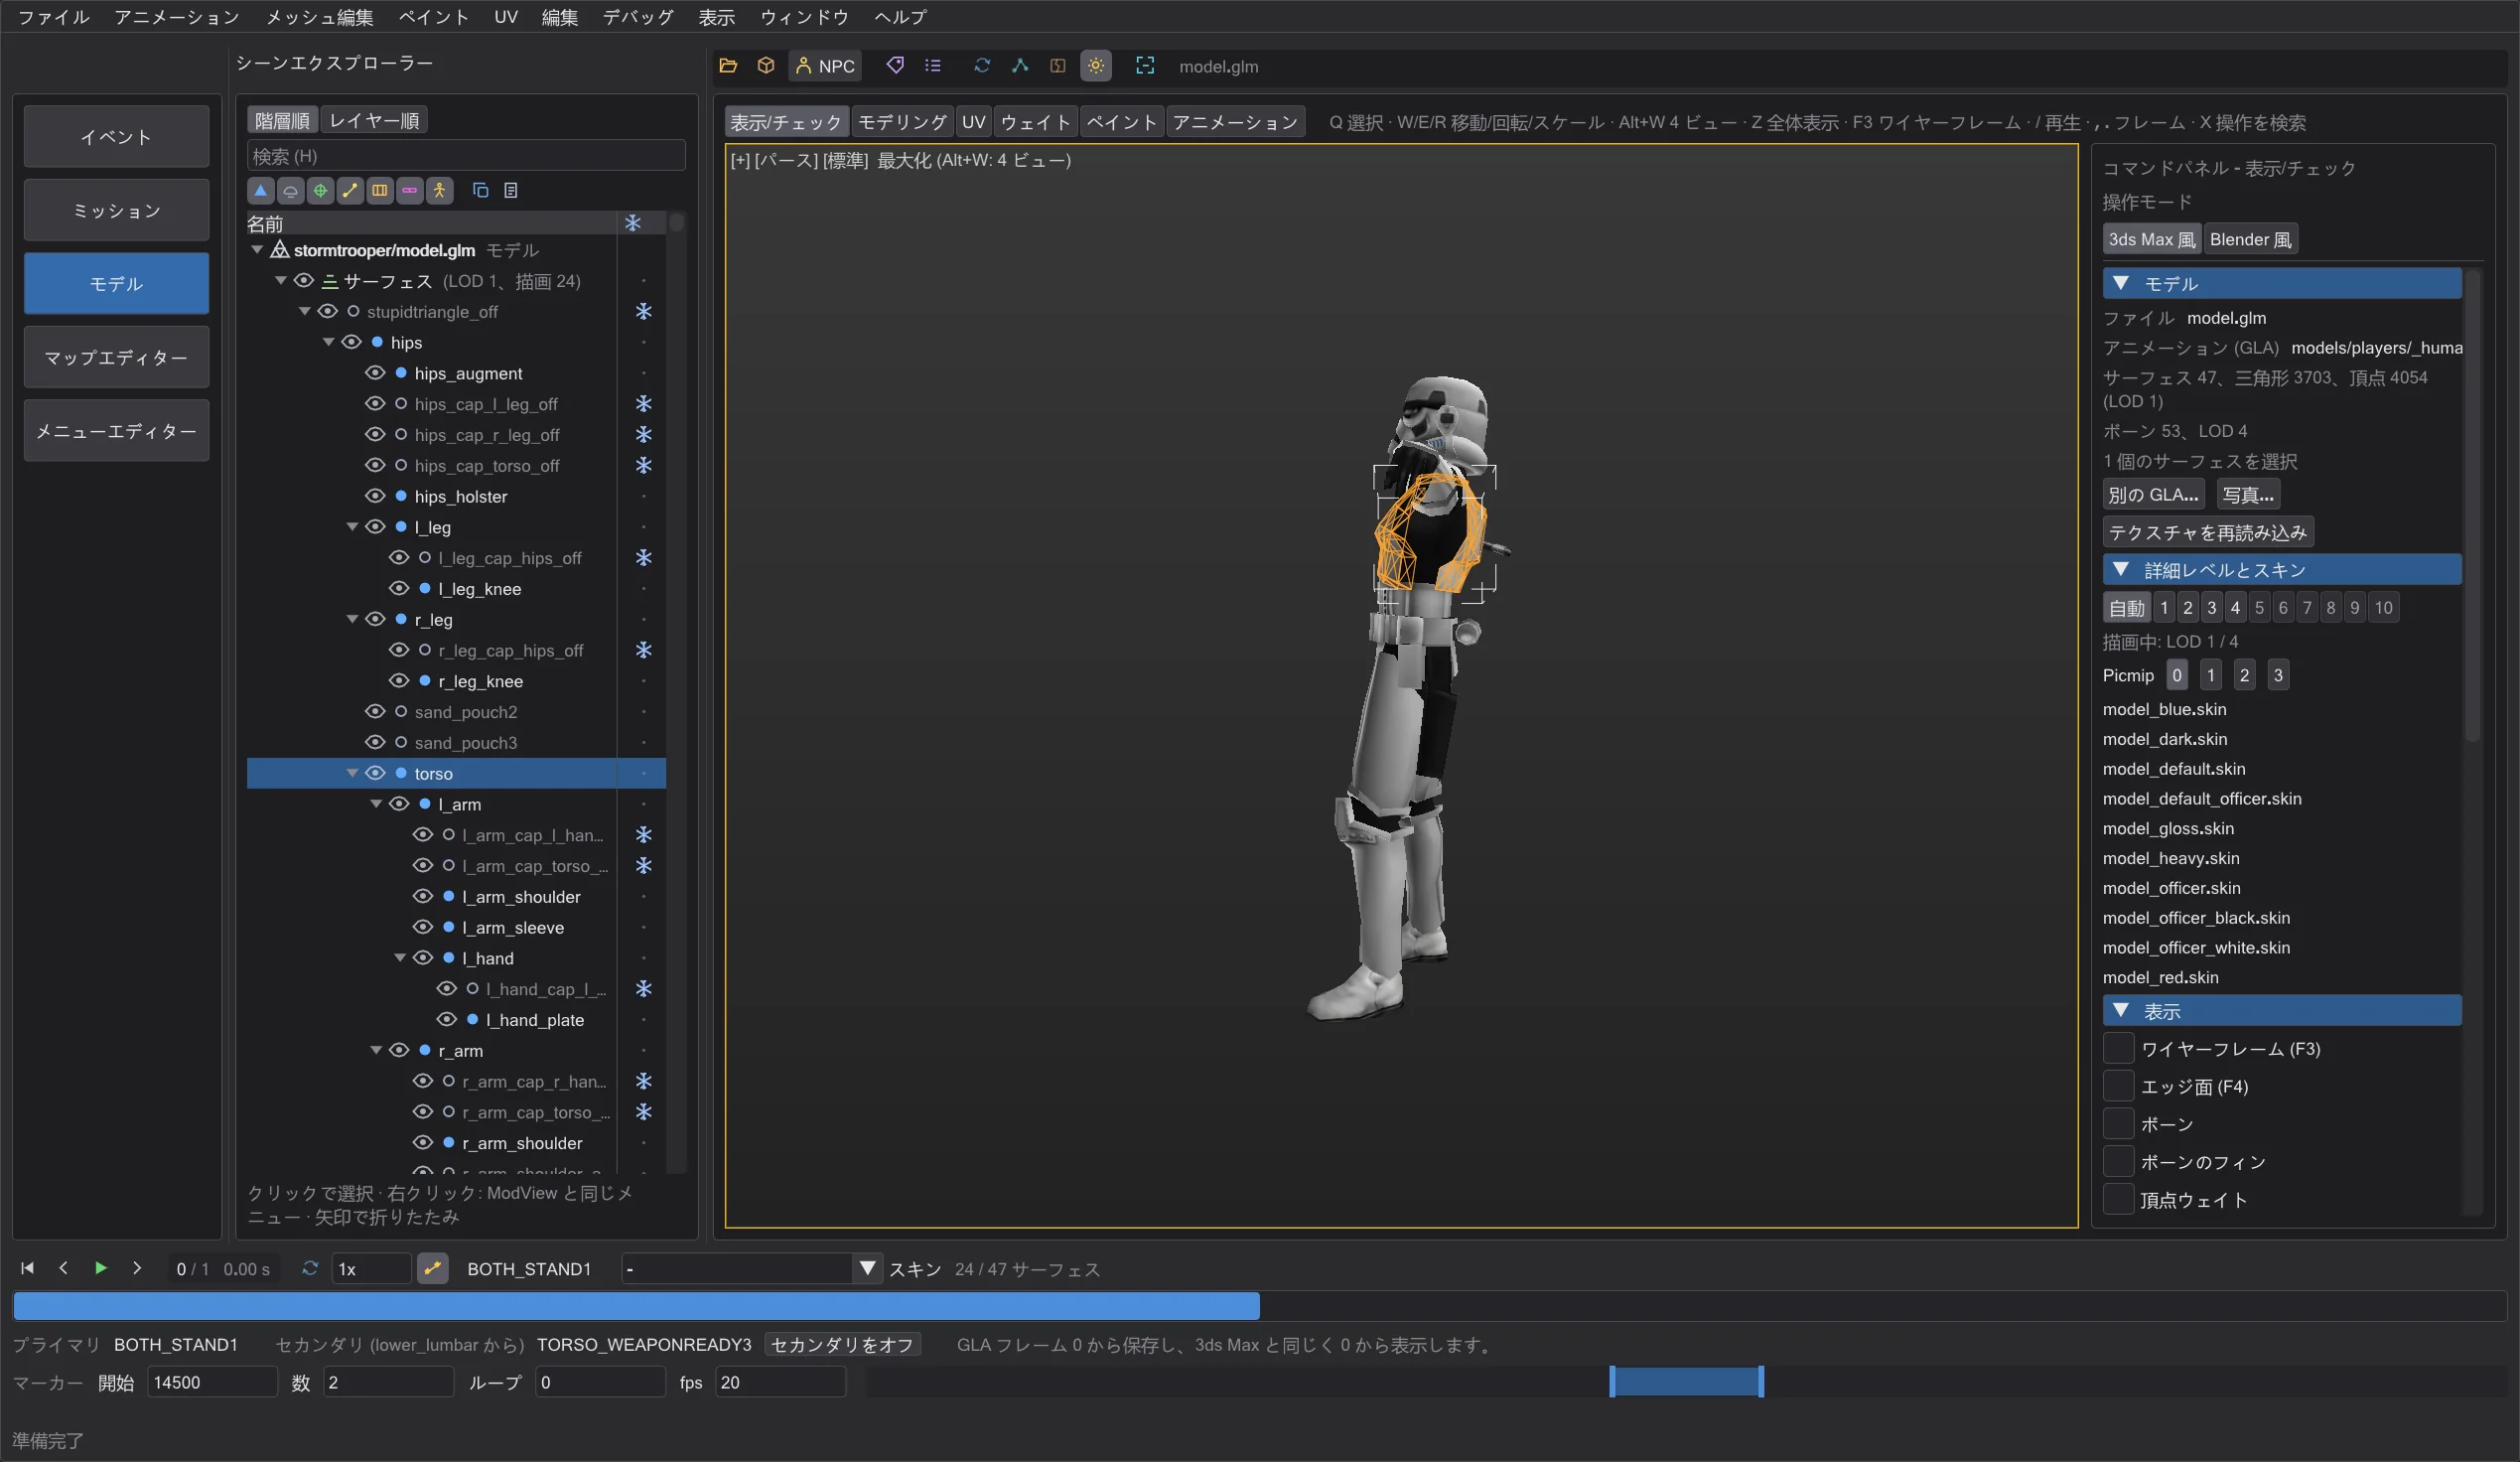 ファイル アニメーション メッシュ編集 ペイント UV 編集 デバッグ 表示 ウィンドウ ヘルプ
シーンエクスプローラー
NPC model.glm
イベント
ミッション
モデル
マップエディター
メニューエディター
階層順 レイヤー順
検索 (H)
名前
stormtrooper/model.glm モデル
サーフェス (LOD 1、描画 24)
stupidtriangle_off
hips
hips_augment
hips_cap_l_leg_off
hips_cap_r_leg_off
hips_cap_torso_off
hips_holster
l_leg
l_leg_cap_hips_off
l_leg_knee
r_leg
r_leg_cap_hips_off
r_leg_knee
sand_pouch2
sand_pouch3
torso
l_arm
l_arm_cap_l_han...
l_arm_cap_torso_...
l_arm_shoulder
l_arm_sleeve
l_hand
l_hand_cap_l_...
l_hand_plate
r_arm
r_arm_cap_r_han...
r_arm_cap_torso_...
r_arm_shoulder
クリックで選択 · 右クリック: ModView と同じメ
ニュー · 矢印で折りたたみ
表示/チェック モデリング UV ウェイト ペイント アニメーション Q 選択 · W/E/R 移動/回転/スケール · Alt+W 4 ビュー · Z 全体表示 · F3 ワイヤーフレーム · / 再生 · , . フレーム · X 操作を検索
[+] [パース] [標準] 最大化 (Alt+W: 4 ビュー)
コマンドパネル - 表示/チェック
操作モード
3ds Max 風 Blender 風
モデル
ファイル model.glm
アニメーション (GLA) models/players/_huma
サーフェス 47、三角形 3703、頂点 4054
(LOD 1)
ボーン 53、LOD 4
1 個のサーフェスを選択
別の GLA... 写真...
テクスチャを再読み込み
詳細レベルとスキン
自動 1 2 3 4 5 6 7 8 9 10
描画中: LOD 1 / 4
Picmip 0 1 2 3
model_blue.skin
model_dark.skin
model_default.skin
model_default_officer.skin
model_gloss.skin
model_heavy.skin
model_officer.skin
model_officer_black.skin
model_officer_white.skin
model_red.skin
表示
ワイヤーフレーム (F3)
エッジ面 (F4)
ボーン
ボーンのフィン
頂点ウェイト
0 / 1 0.00 s 1x BOTH_STAND1 - スキン 24 / 47 サーフェス
プライマリ BOTH_STAND1 セカンダリ (lower_lumbar から) TORSO_WEAPONREADY3 セカンダリをオフ GLA フレーム 0 から保存し、3ds Max と同じく 0 から表示します。
マーカー 開始 14500 数 2 ループ 0 fps 20
準備完了